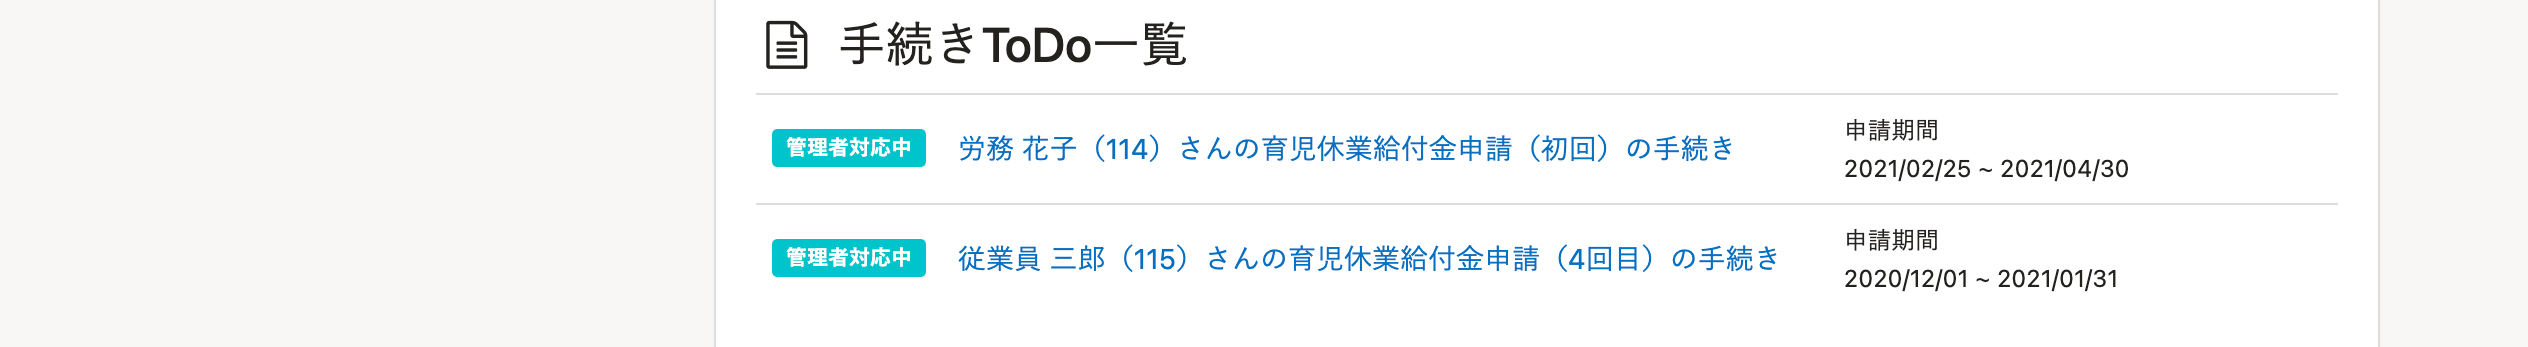 手続きToDo一覧
管理者対応中 労務 花子（114）さんの育児休業給付金申請（初回）の手続き
申請期間
2021/02/25 ~ 2021/04/30
管理者対応中 従業員 三郎（115）さんの育児休業給付金申請（4回目）の手続き
申請期間
2020/12/01 ~ 2021/01/31